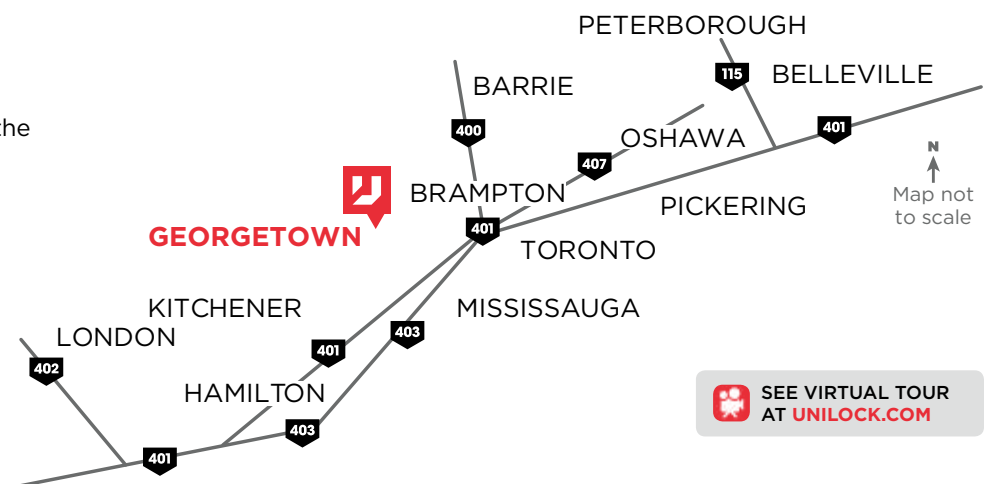 PETERBOROUGH
115
BELLEVILLE
BARRIE
the
400
OSHAWA
401
407
N
Map not
to scale
BRAMPTON
PICKERING
GEORGETOWN
401
TORONTO
KITCHENER
MISSISSAUGA
LONDON
403
401
402
HAMILTON
SEE VIRTUAL TOUR
AT UNILOCK.COM
403
401